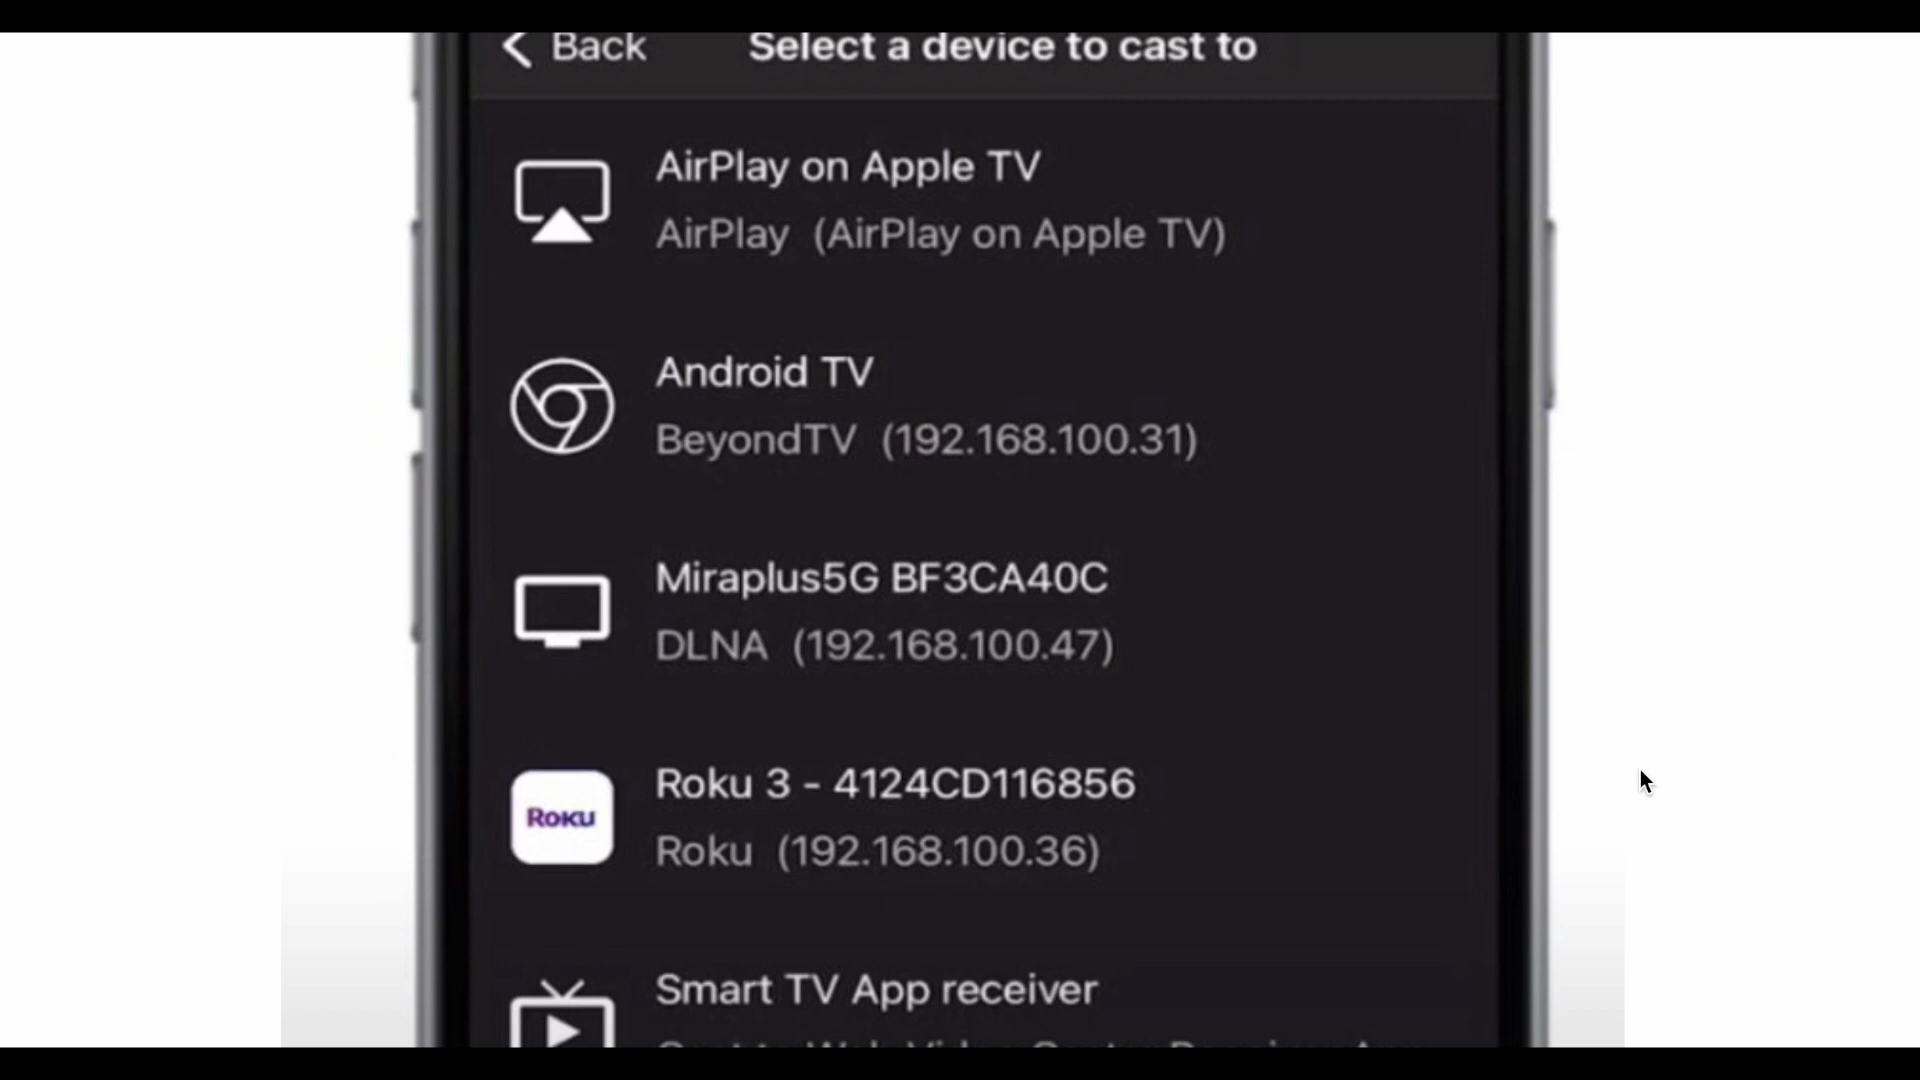 Back
Select a device to cast to
AirPlay on Apple TV
AirPlay (AirPlay on Apple TV)
Android TV
BeyondTV (192.168.100.31)
Miraplus5G BF3CA40C
DLNA (192.168.100.47)
Roku 3 - 4124CD116856
ROKU
Roku (192.168.100.36)
Smart TV App receiver